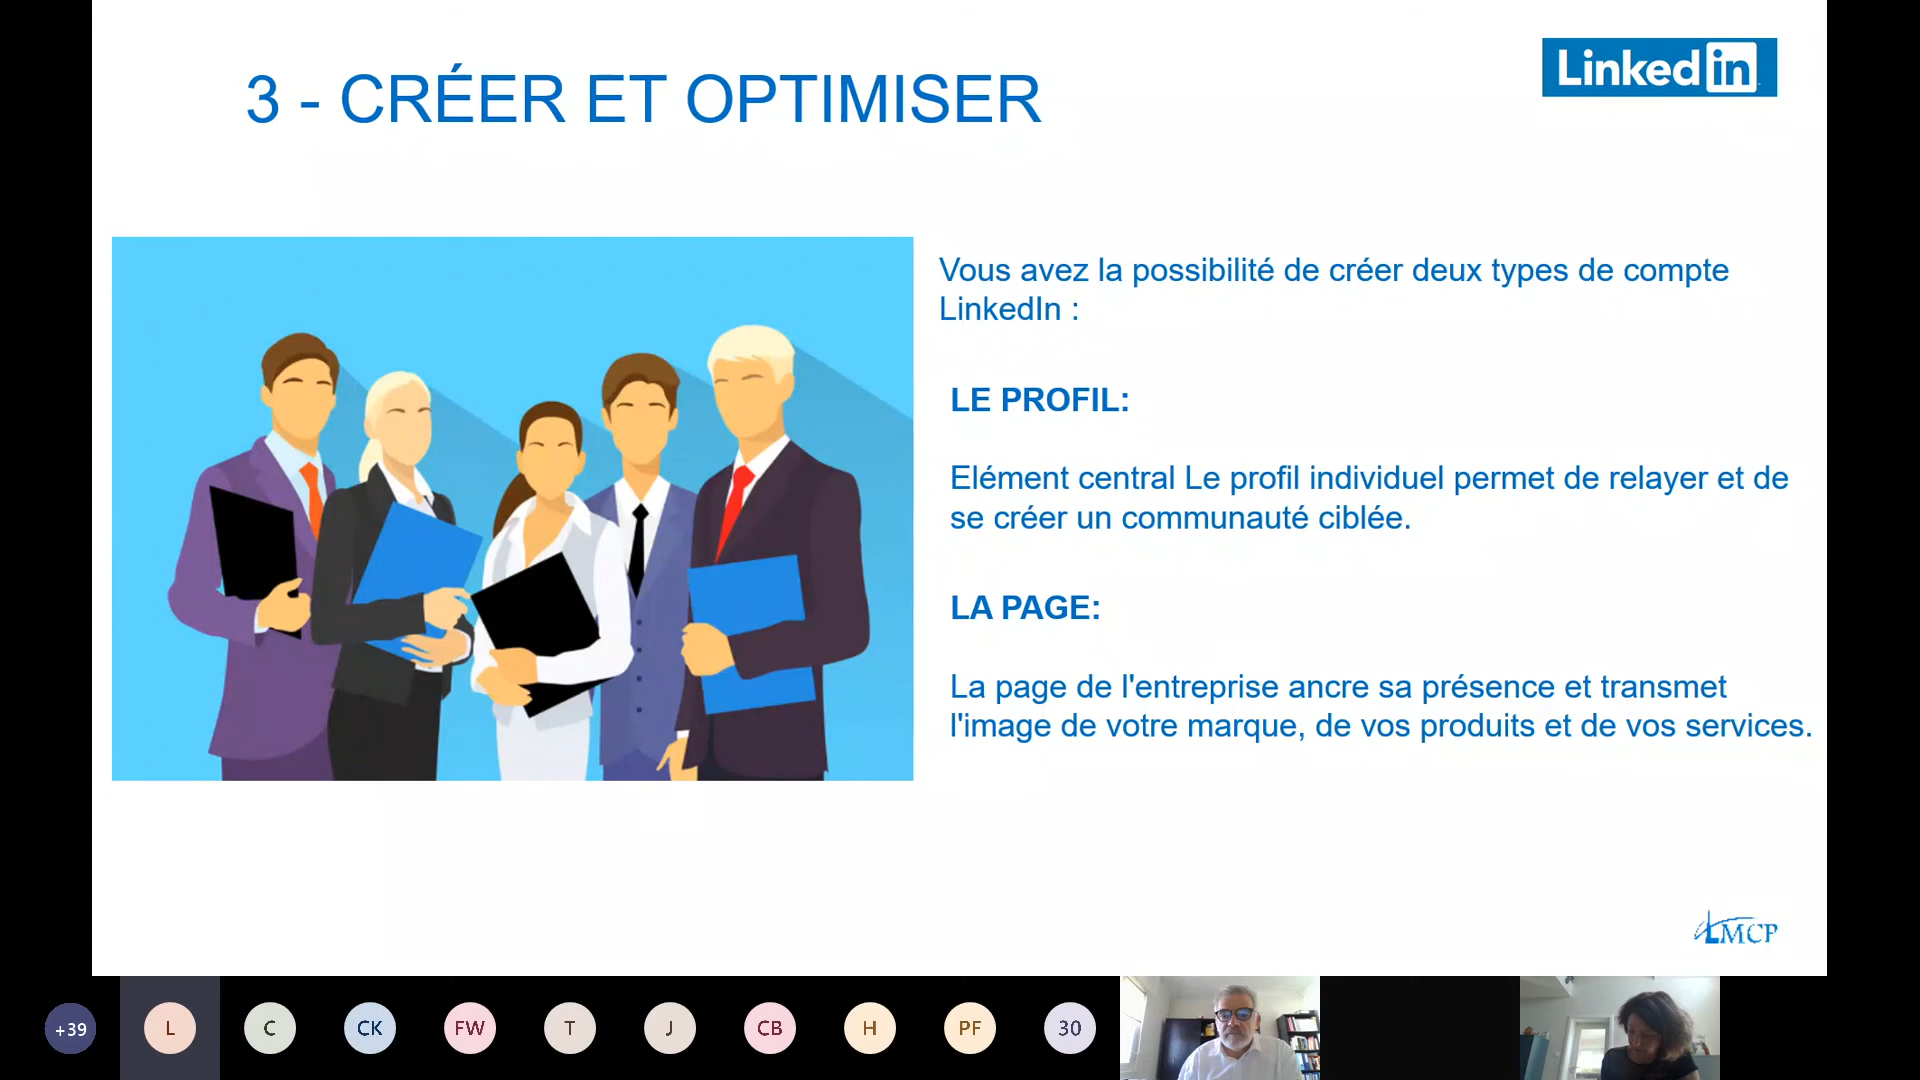 3 - CRÉER ET OPTIMISER
Linkedin
Vous avez la possibilité de créer deux types de compte
LinkedIn :
LE PROFIL:
Elément central Le profil individuel permet de relayer et de
se créer un communauté ciblée.
LA PAGE:
La page de l'entreprise ancre sa présence et transmet
l'image de votre marque, de vos produits et de vos services.
LMCP
+39
L
C
CK
FW
T
J
CB
H
PF
30